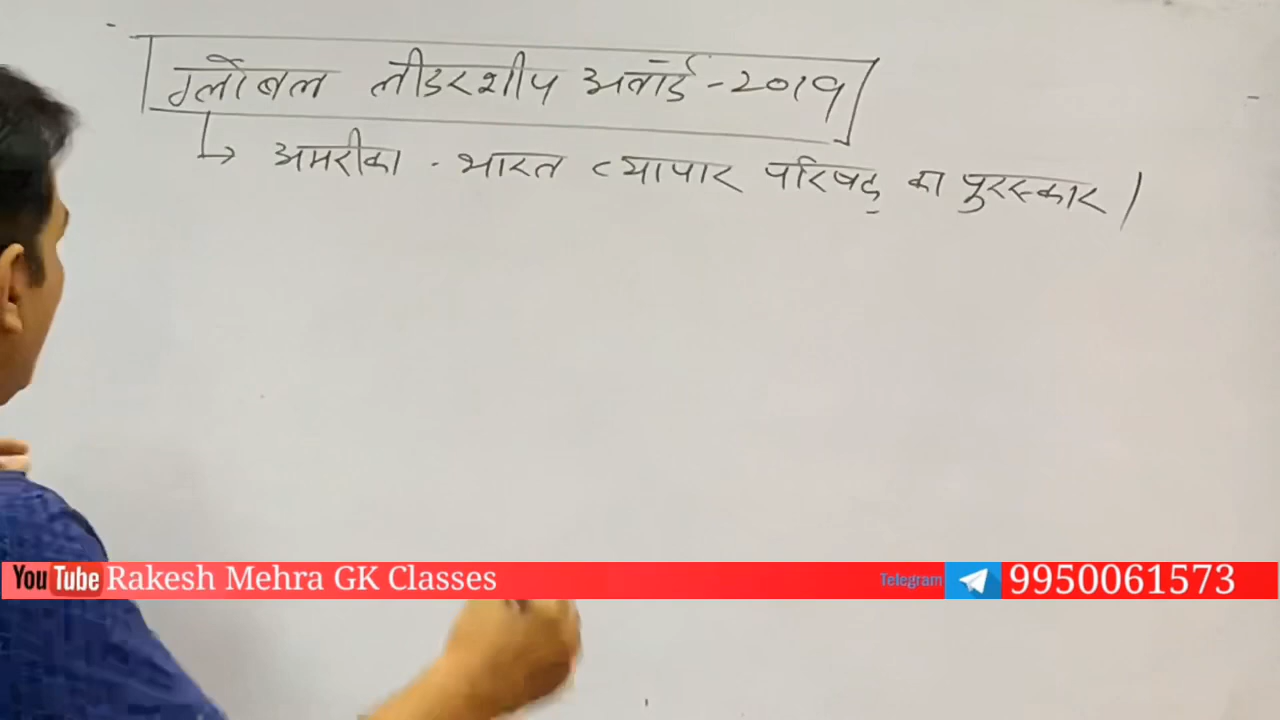 ग्लोबल लीडरशीप अवॉर्ड - 2019
→ अमरीका - भारत व्यापार परिषद् का पुरस्कार।
YouTube Rakesh Mehra GK Classes Telegram 9950061573